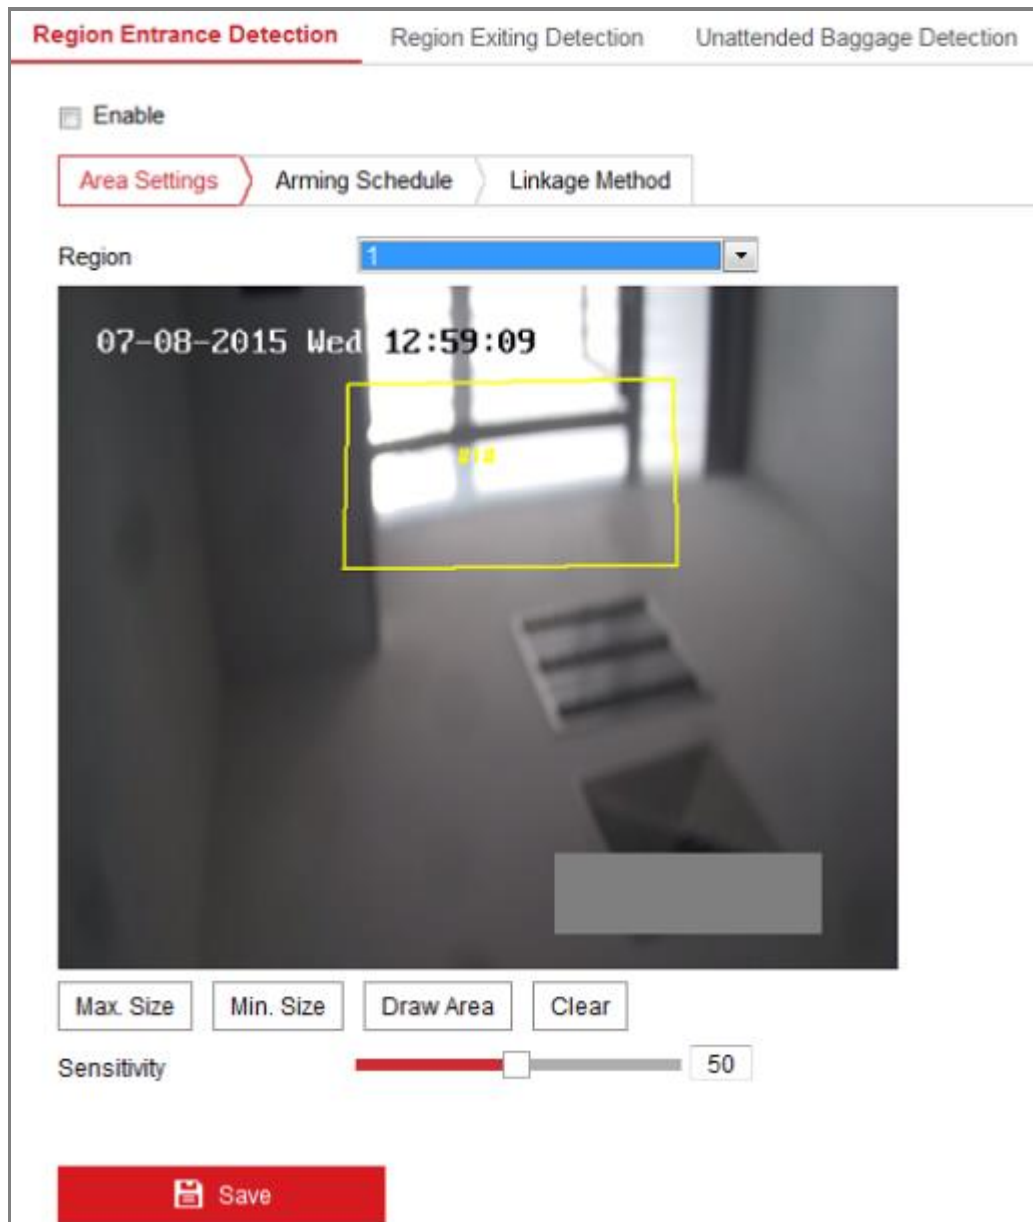 Region Entrance Detection Region Exiting Detection Unattended Baggage Detection
Enable
Area Settings Arming Schedule Linkage Method
Region 1
07-08-2015 Wed 12:59:09
#1#
Max. Size Min. Size Draw Area Clear
Sensitivity 50
Save